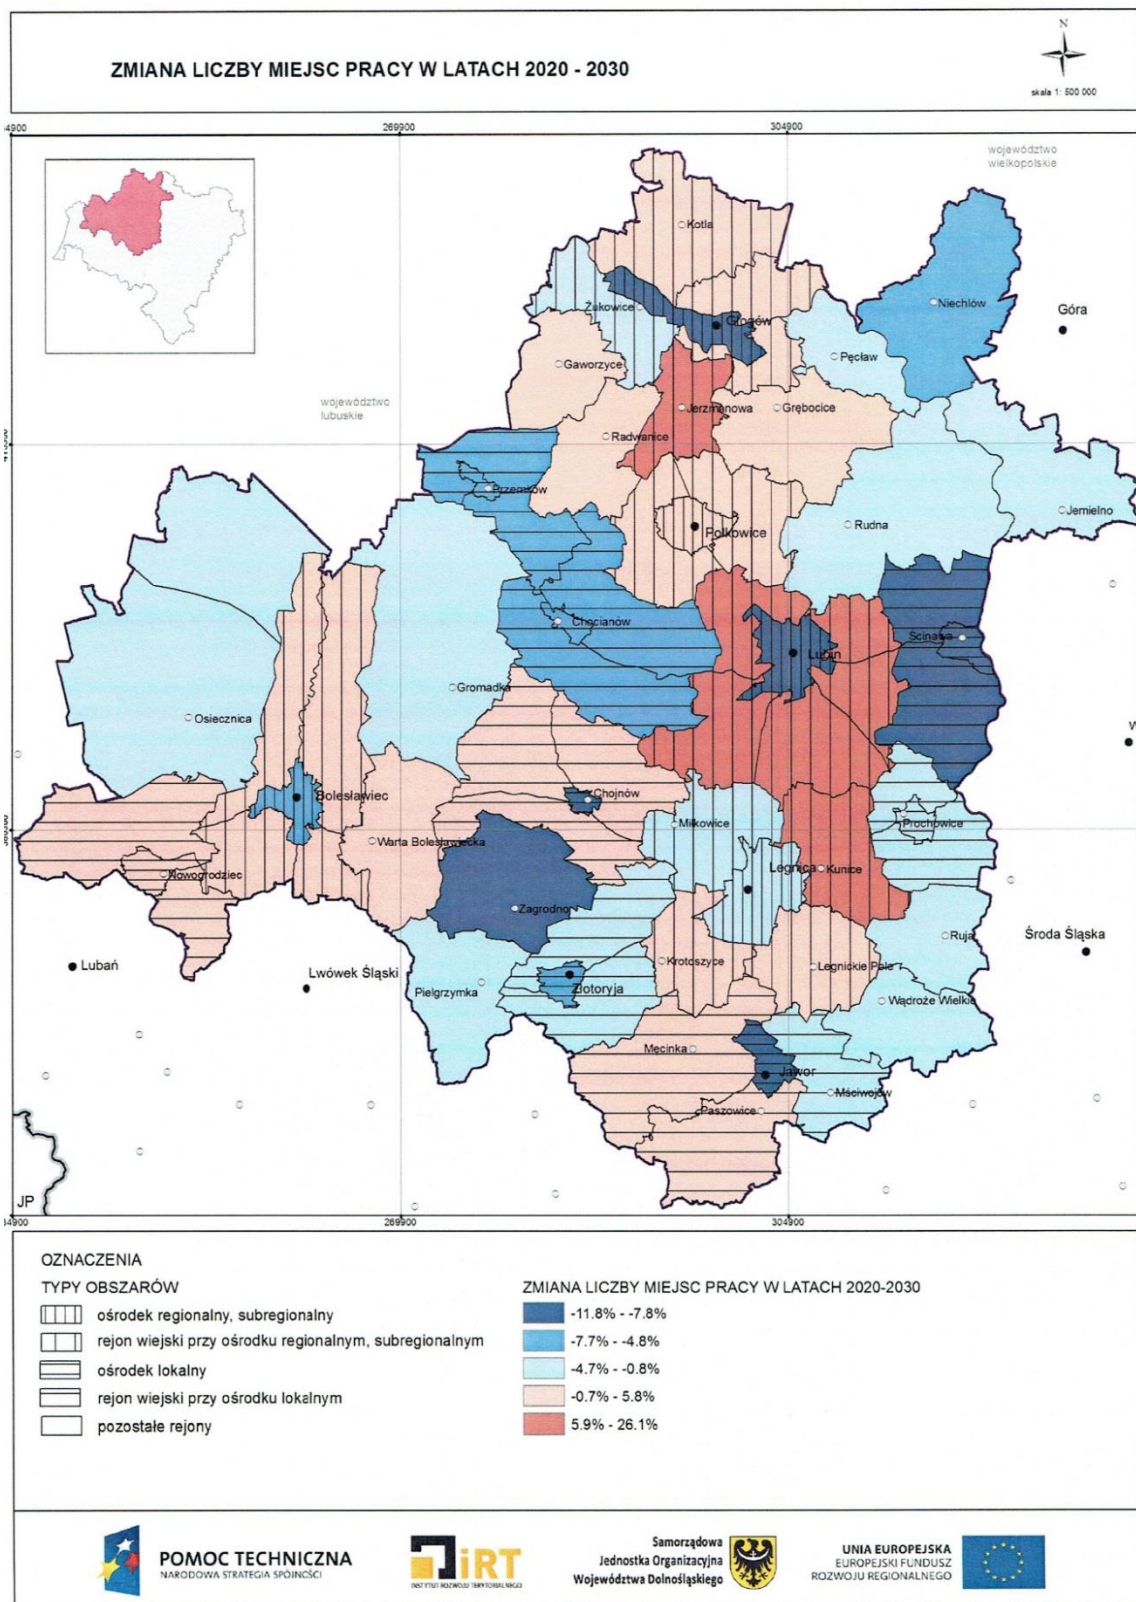 ZMIANA LICZBY MIEJSC PRACY W LATACH 2020 - 2030
N
skala 1: 500 000
269900
304900
województwo
wielkopolskie
Kotla
Żukowice
Głogów
Niechlów
Góra
Pęcław
Gaworzyce
województwo
lubuskie
Jerzmanowa
Grębocice
Radwanice
Przemków
Polkowice
Rudna
Jemielno
Chocianów
Lubin
Ścinawa
Gromadka
Osiecznica
W
Bolesławiec
Chojnów
Miłkowice
Prochowice
Warta Bolesławiecka
Legnica
Kunice
Nowogrodziec
Zagrodno
Ruja
Środa Śląska
Lubań
Lwówek Śląski
Krotoszyce
Legnickie Pole
Pielgrzymka
Złotoryja
Wądroże Wielkie
Męcinka
Jawor
Mściwojów
Paszowice
JP
34900
269900
304900
OZNACZENIA
TYPY OBSZARÓW
ośrodek regionalny, subregionalny
rejon wiejski przy ośrodku regionalnym, subregionalnym
ośrodek lokalny
rejon wiejski przy ośrodku lokalnym
pozostałe rejony
ZMIANA LICZBY MIEJSC PRACY W LATACH 2020-2030
-11.8% - -7.8%
-7.7% - -4.8%
-4.7% - -0.8%
-0.7% - 5.8%
5.9% - 26.1%
POMOC TECHNICZNA
NARODOWA STRATEGIA SPÓJNOŚCI
iRT
INSTYTUT ROZWOJU TERYTORIALNEGO
Samorządowa
Jednostka Organizacyjna
Województwa Dolnośląskiego
UNIA EUROPEJSKA
EUROPEJSKI FUNDUSZ
ROZWOJU REGIONALNEGO